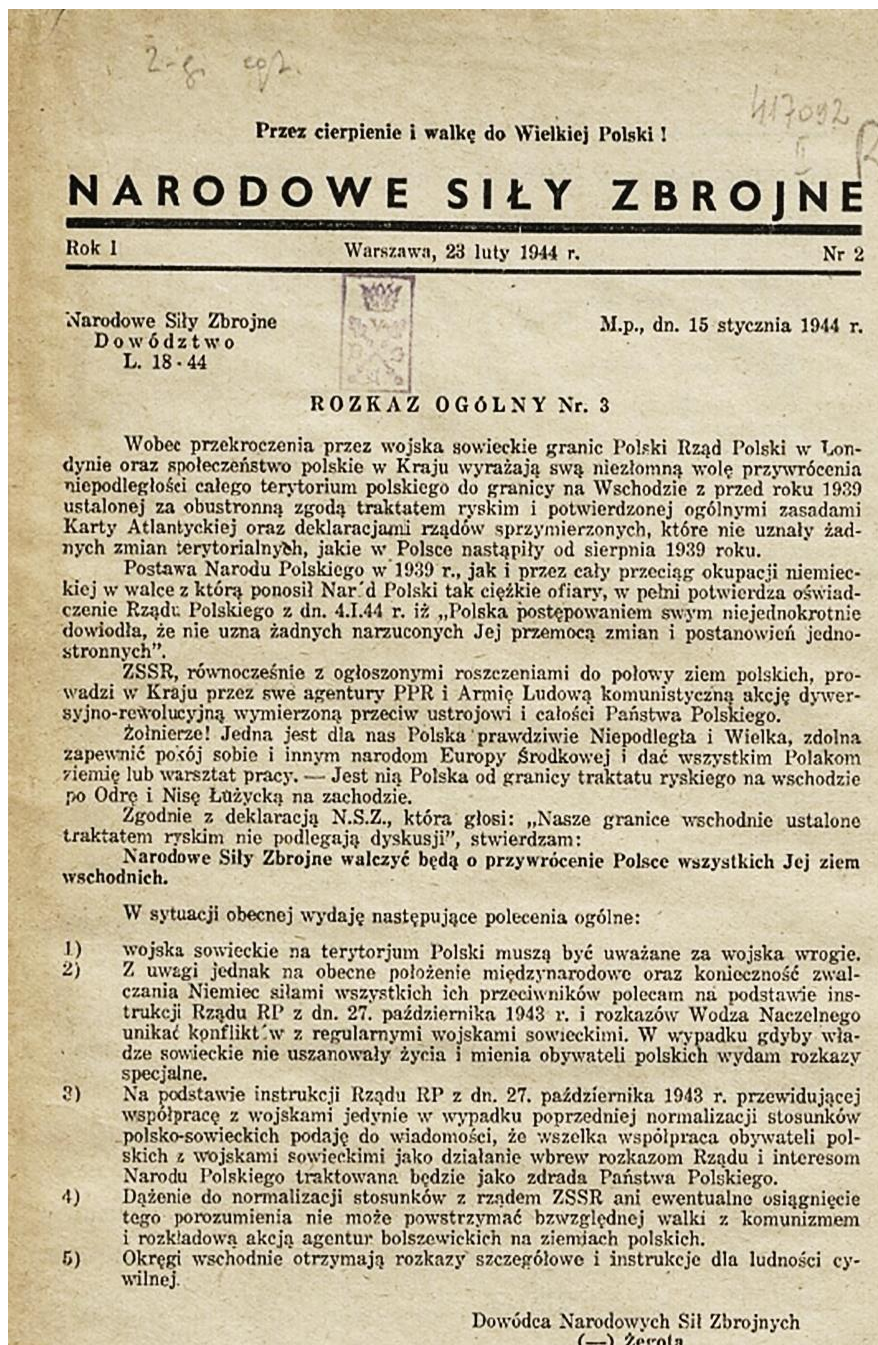 2-g. egz.
417092
II
Przez cierpienie i walkę do Wielkiej Polski !
NARODOWE SIŁY ZBROJNE
Rok I Warszawa, 23 luty 1944 r. Nr 2
Narodowe Siły Zbrojne M.p., dn. 15 stycznia 1944 r.
Dowództwo
L. 18-44
ROZKAZ OGÓLNY Nr. 3
Wobec przekroczenia przez wojska sowieckie granic Polski Rząd Polski w Lon-
dynie oraz społeczeństwo polskie w Kraju wyrażają swą niezłomną wolę przywrócenia
niepodległości całego terytorium polskiego do granicy na Wschodzie z przed roku 1939
ustalonej za obustronną zgodą traktatem ryskim i potwierdzonej ogólnymi zasadami
Karty Atlantyckiej oraz deklaracjami rządów sprzymierzonych, które nie uznały żad-
nych zmian terytorialnych, jakie w Polsce nastąpiły od sierpnia 1939 roku.
Postawa Narodu Polskiego w 1939 r., jak i przez cały przeciąg okupacji niemiec-
kiej w walce z którą ponosił Nar'd Polski tak ciężkie ofiary, w pełni potwierdza oświad-
czenie Rządu Polskiego z dn. 4.I.44 r. iż „Polska postępowaniem swym niejednokrotnie
dowiodła, że nie uzna żadnych narzuconych Jej przemocą zmian i postanowień jedno-
stronnych”.
ZSSR, równocześnie z ogłoszonymi roszczeniami do połowy ziem polskich, pro-
wadzi w Kraju przez swe agentury PPR i Armię Ludową komunistyczną akcję dywer-
syjno-rewolucyjną wymierzoną przeciw ustrojowi i całości Państwa Polskiego.
Żołnierze! Jedna jest dla nas Polska prawdziwie Niepodległa i Wielka, zdolna
zapewnić pokój sobie i innym narodom Europy Środkowej i dać wszystkim Polakom
ziemię lub warsztat pracy. — Jest nią Polska od granicy traktatu ryskiego na wschodzie
po Odrę i Nisę Łużycką na zachodzie.
Zgodnie z deklaracją N.S.Z., która głosi: „Nasze granice wschodnie ustalone
traktatem ryskim nie podlegają dyskusji”, stwierdzam:
Narodowe Siły Zbrojne walczyć będą o przywrócenie Polsce wszystkich Jej ziem
wschodnich.
W sytuacji obecnej wydaję następujące polecenia ogólne:
1) wojska sowieckie na terytorjum Polski muszą być uważane za wojska wrogie.
2) Z uwagi jednak na obecne położenie międzynarodowe oraz konieczność zwal-
czania Niemiec siłami wszystkich ich przeciwników polecam na podstawie ins-
trukcji Rządu RP z dn. 27. października 1943 r. i rozkazów Wodza Naczelnego
unikać konflikt'w z regularnymi wojskami sowieckimi. W wypadku gdyby wła-
dze sowieckie nie uszanowały życia i mienia obywateli polskich wydam rozkazy
specjalne.
3) Na podstawie instrukcji Rządu RP z dn. 27. października 1943 r. przewidującej
współpracę z wojskami jedynie w wypadku poprzedniej normalizacji stosunków
polsko-sowieckich podaję do wiadomości, że wszelka współpraca obywateli pol-
skich z wojskami sowieckimi jako działanie wbrew rozkazom Rządu i interesom
Narodu Polskiego traktowana będzie jako zdrada Państwa Polskiego.
4) Dążenie do normalizacji stosunków z rządem ZSSR ani ewentualne osiągnięcie
tego porozumienia nie może powstrzymać bzwzględnej walki z komunizmem
i rozkładową akcją agentur bolszewickich na ziemiach polskich.
5) Okręgi wschodnie otrzymają rozkazy szczegółowe i instrukcje dla ludności cy-
wilnej.
Dowódca Narodowych Sił Zbrojnych
(—) Żegota